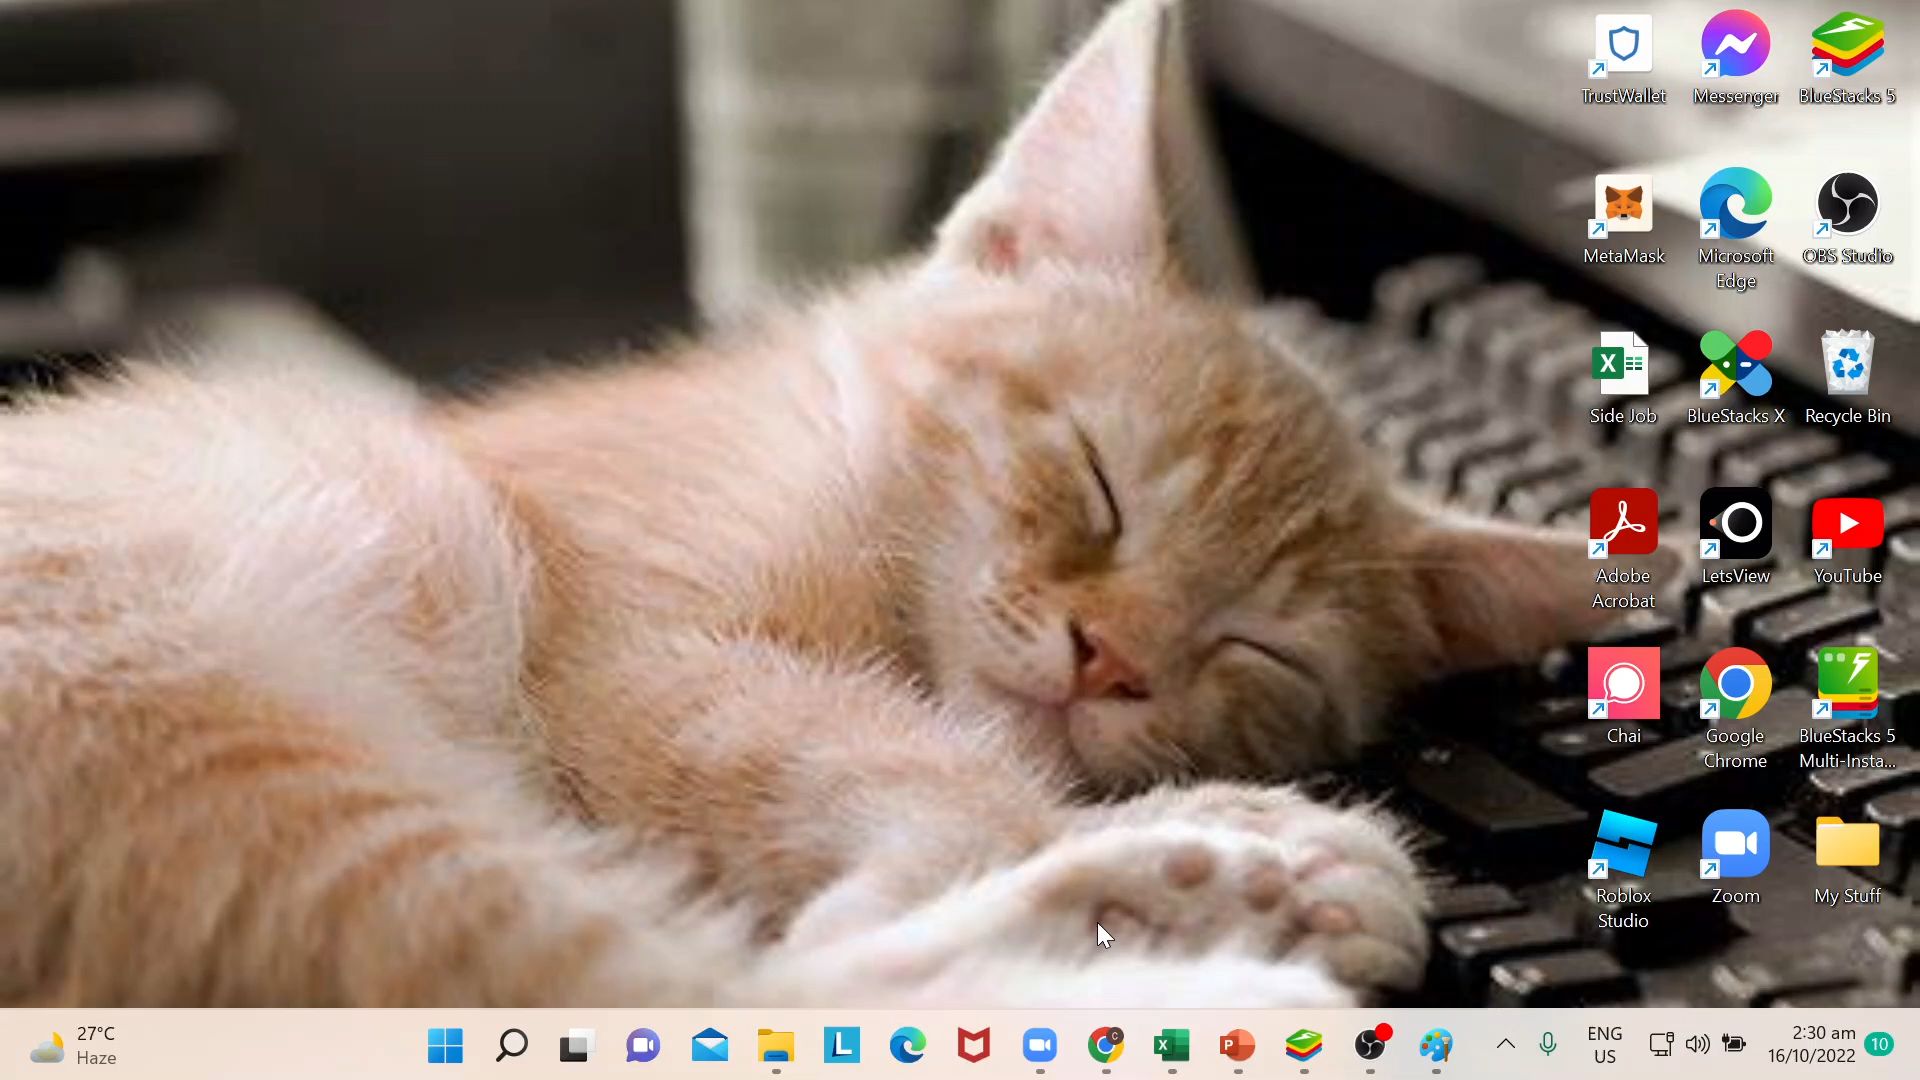 TrustWallet
Messenger
BlueStacks 5
MetaMask
Microsoft
Edge
OBS Studio
Side Job
BlueStacks X
Recycle Bin
Adobe
Acrobat
LetsView
YouTube
Chai
Google
Chrome
BlueStacks 5
Multi-Insta...
Roblox
Studio
Zoom
My Stuff
27°C
Haze
ENG
US
2:30 am
16/10/2022
10